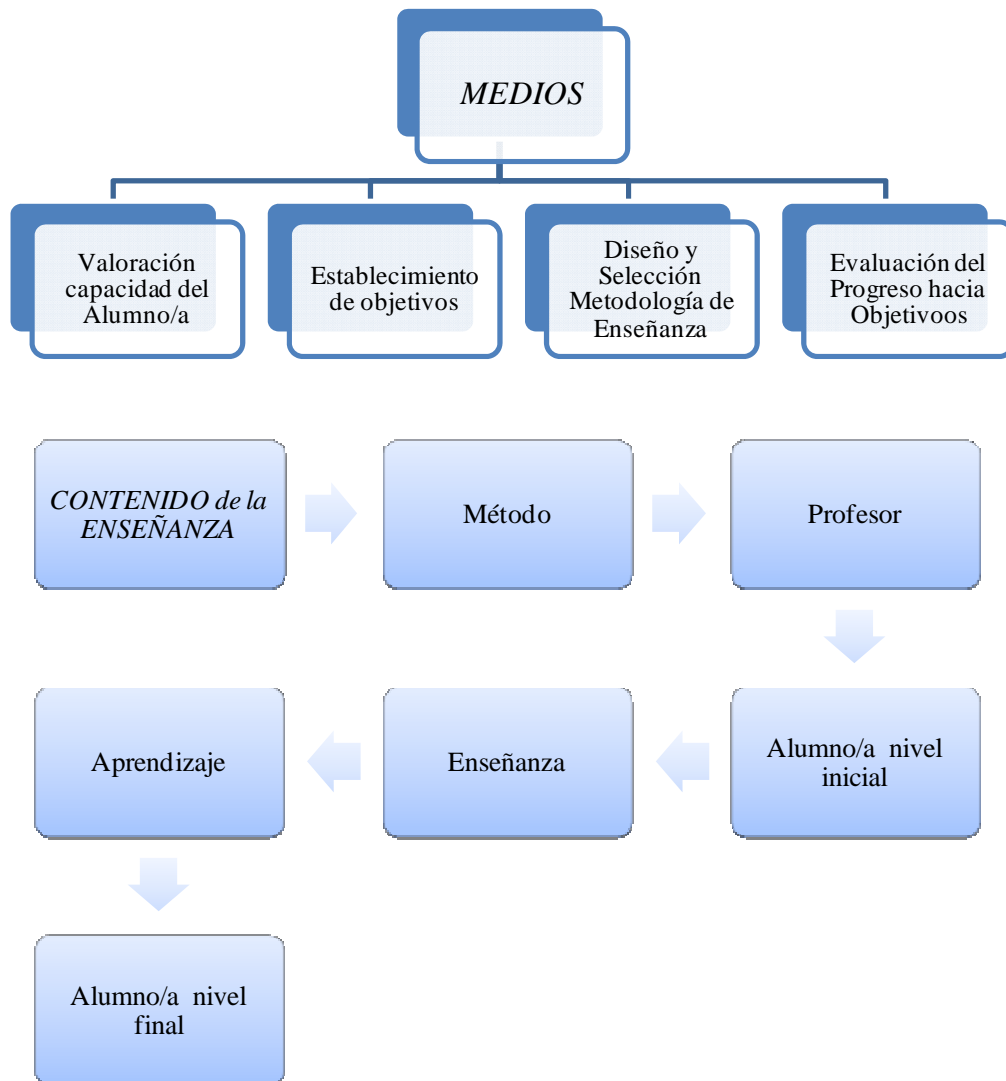 MEDIOS
Valoración
capacidad del
Alumno/a
Establecimiento
de objetivos
Diseño y
Selección
Metodología de
Enseñanza
Evaluación del
Progreso hacia
Objetivoos
CONTENIDO de la
ENSEÑANZA
Método
Profesor
Alumno/a nivel
inicial
Enseñanza
Aprendizaje
Alumno/a nivel
final